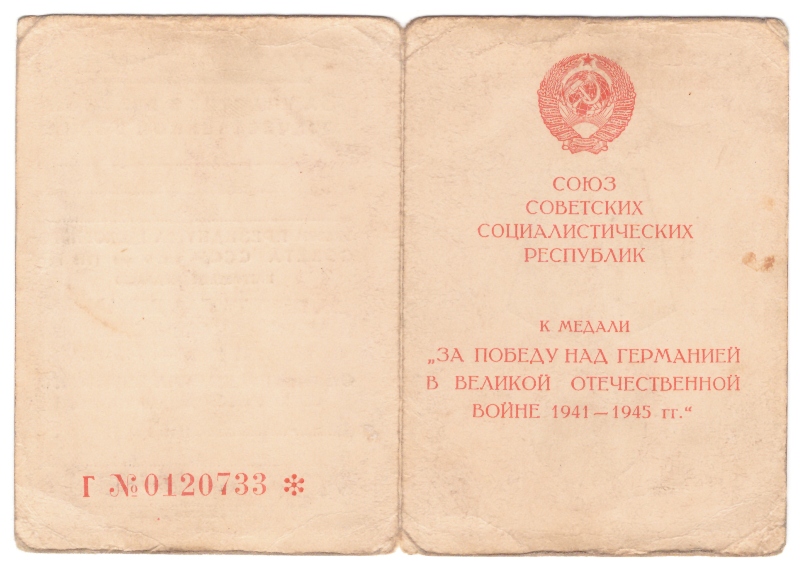 Г №0120733 *
СОЮЗ
СОВЕТСКИХ
СОЦИАЛИСТИЧЕСКИХ
РЕСПУБЛИК
К МЕДАЛИ
„ЗА ПОБЕДУ НАД ГЕРМАНИЕЙ
В ВЕЛИКОЙ ОТЕЧЕСТВЕННОЙ
ВОЙНЕ 1941—1945 гг.“